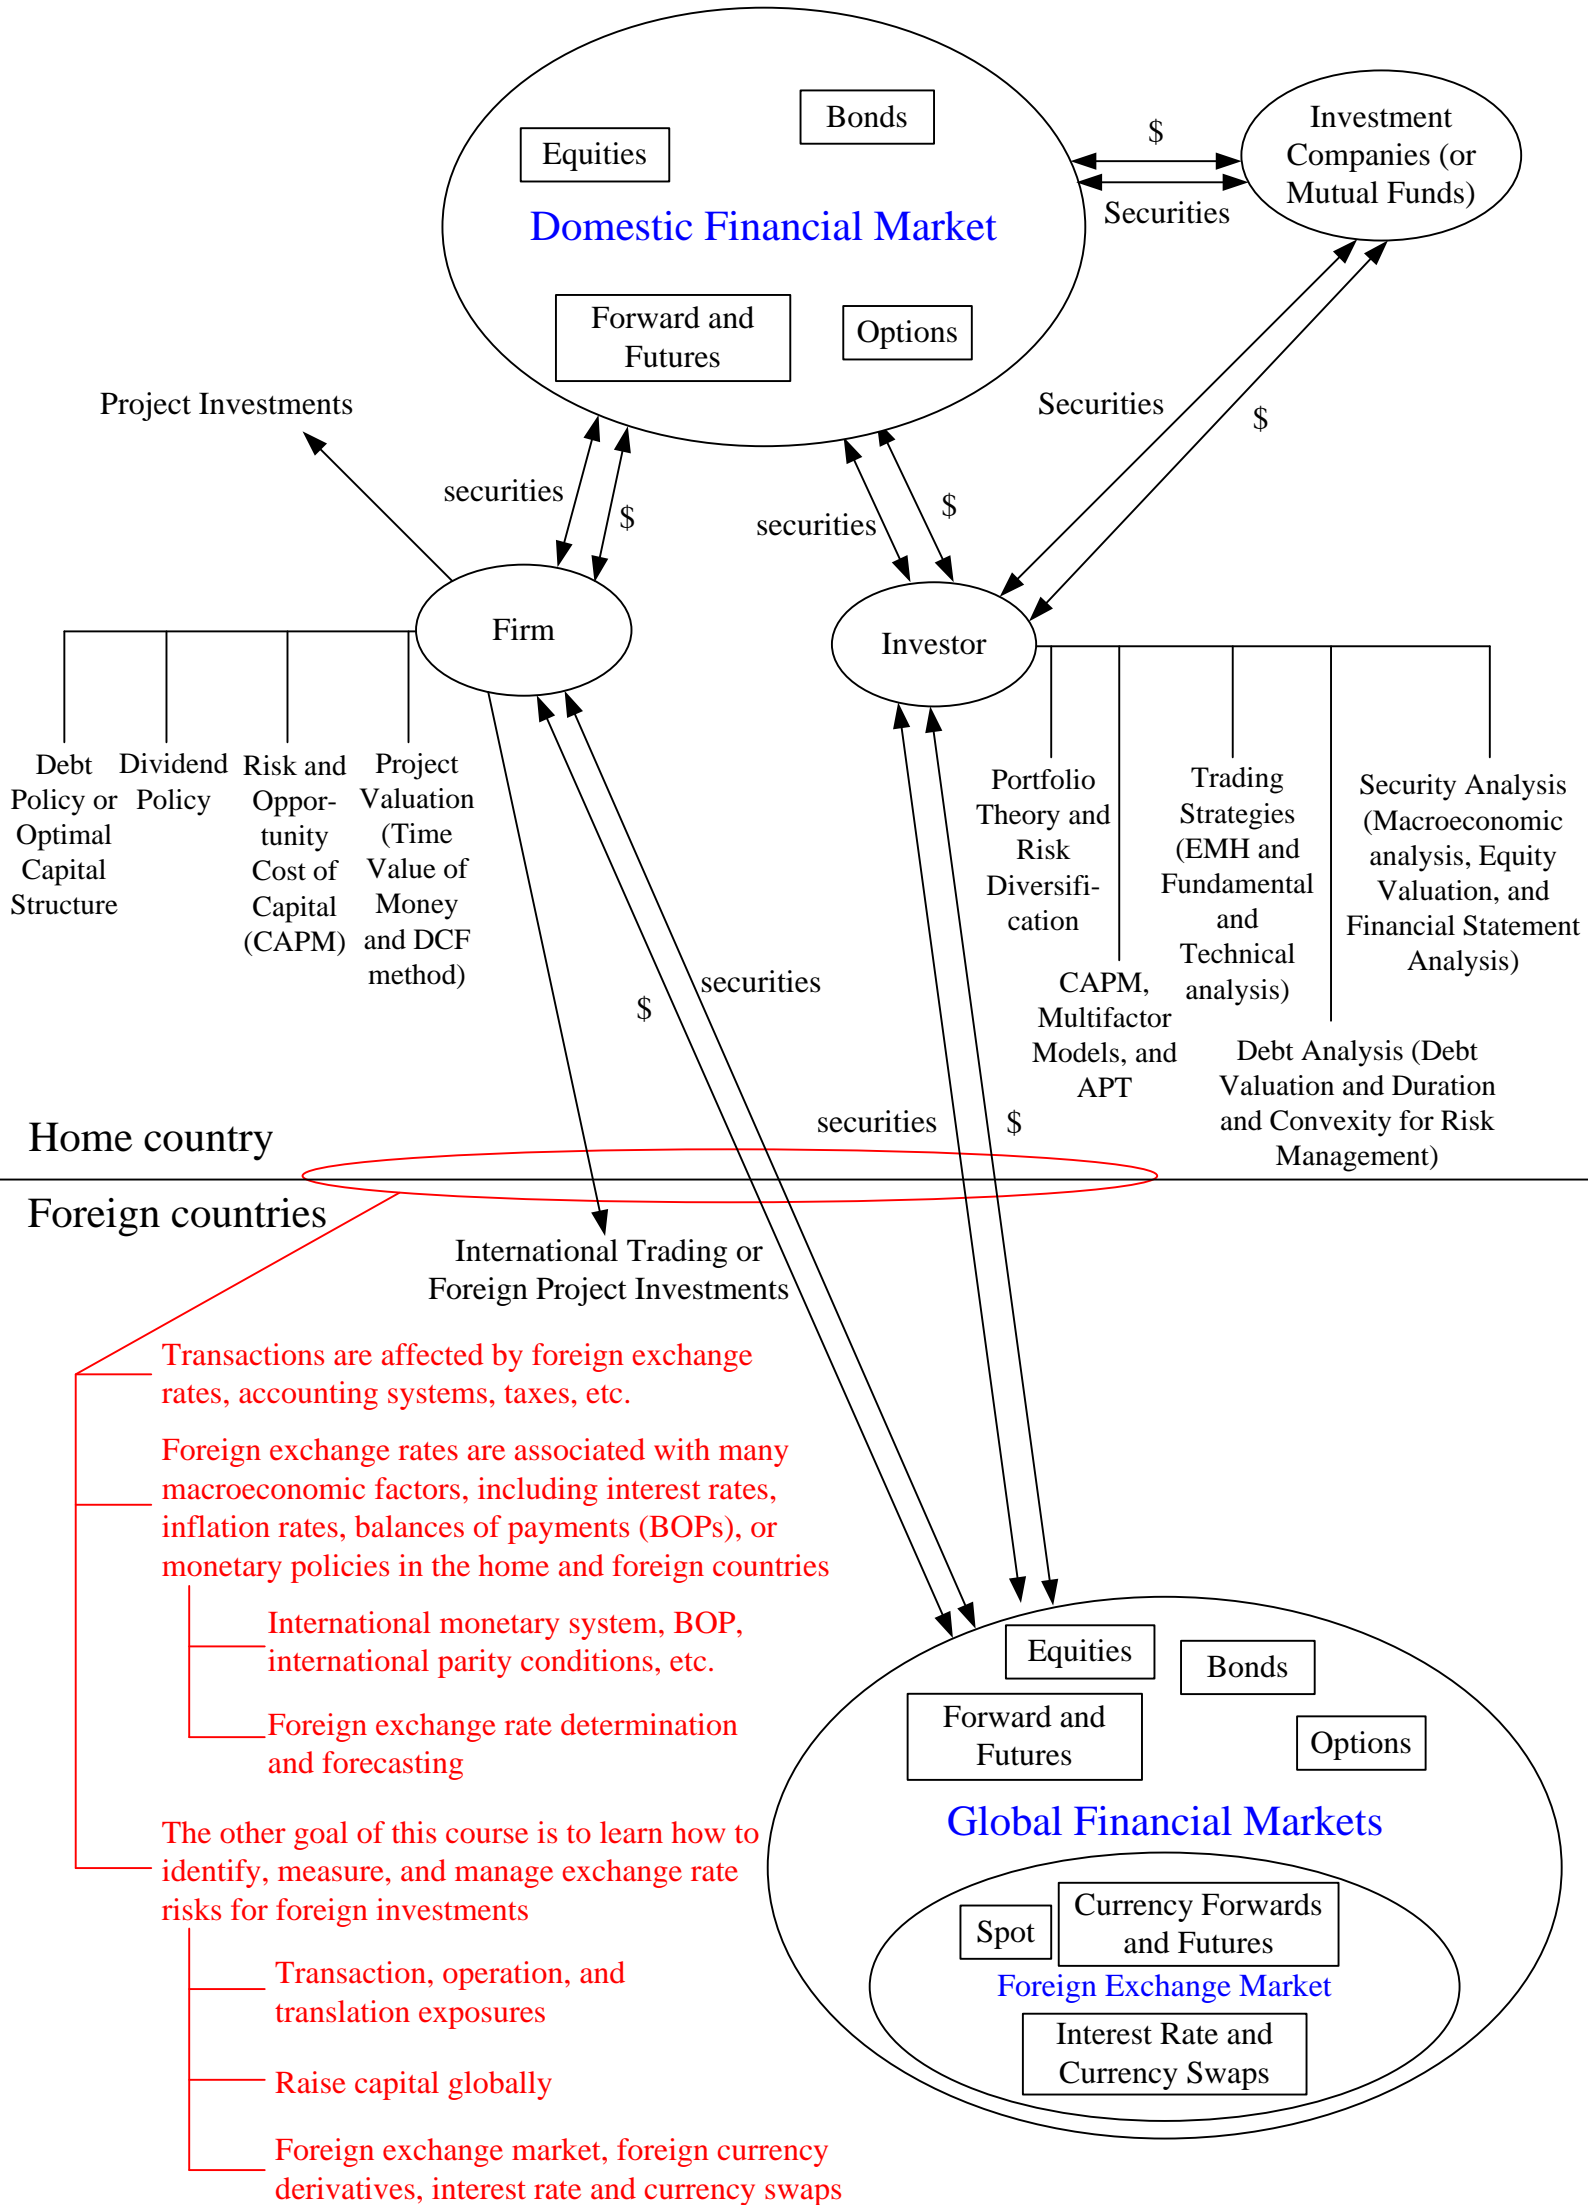 Bonds
Equities
Domestic Financial Market
Forward and
Futures
Options
$
Securities
Investment
Companies (or
Mutual Funds)
Project Investments
securities
$
securities
$
Securities
$
Firm
Investor
Debt
Policy or
Optimal
Capital
Structure
Dividend
Policy
Risk and
Oppor-
tunity
Cost of
Capital
(CAPM)
Project
Valuation
(Time
Value of
Money
and DCF
method)
Portfolio
Theory and
Risk
Diversifi-
cation
CAPM,
Multifactor
Models, and
APT
Trading
Strategies
(EMH and
Fundamental
and
Technical
analysis)
Debt Analysis (Debt
Valuation and Duration
and Convexity for Risk
Management)
Security Analysis
(Macroeconomic
analysis, Equity
Valuation, and
Financial Statement
Analysis)
$
securities
securities
$
Home country
Foreign countries
International Trading or
Foreign Project Investments
Transactions are affected by foreign exchange
rates, accounting systems, taxes, etc.
Foreign exchange rates are associated with many
macroeconomic factors, including interest rates,
inflation rates, balances of payments (BOPs), or
monetary policies in the home and foreign countries
International monetary system, BOP,
international parity conditions, etc.
Foreign exchange rate determination
and forecasting
The other goal of this course is to learn how to
identify, measure, and manage exchange rate
risks for foreign investments
Transaction, operation, and
translation exposures
Raise capital globally
Foreign exchange market, foreign currency
derivatives, interest rate and currency swaps
Equities
Bonds
Forward and
Futures
Options
Global Financial Markets
Spot
Currency Forwards
and Futures
Foreign Exchange Market
Interest Rate and
Currency Swaps